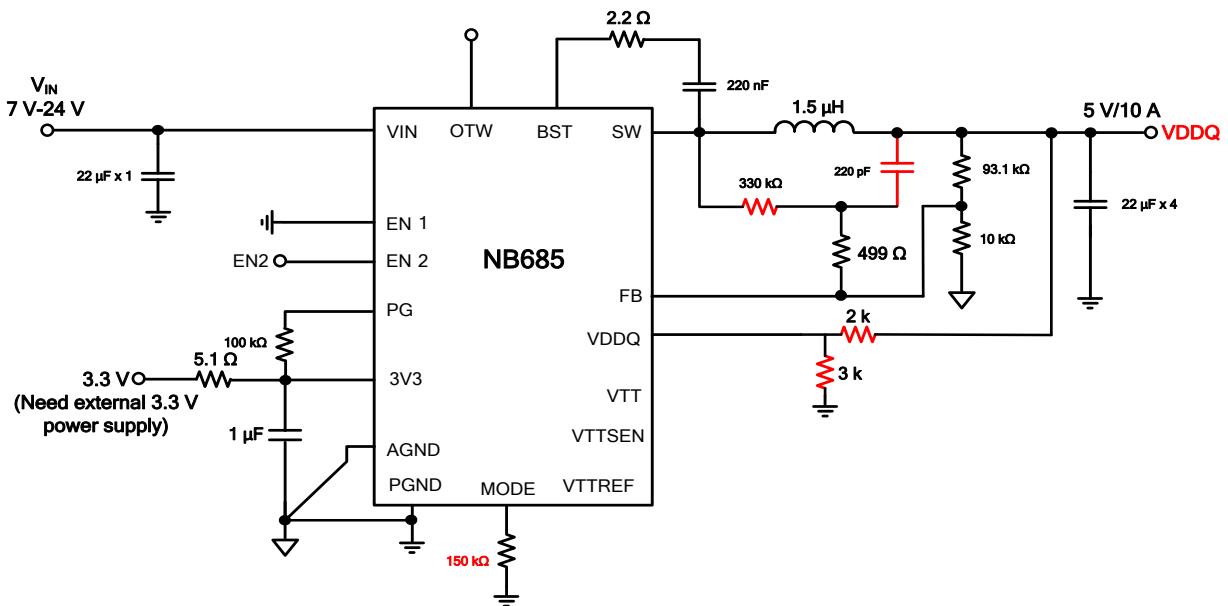 2.2 Ω
220 nF
V_IN
7 V-24 V
22 µF x 1
VIN
OTW
BST
SW
1.5 µH
5 V/10 A
VDDQ
330 kΩ
220 pF
93.1 kΩ
10 kΩ
22 µF x 4
499 Ω
EN 1
EN2
EN 2
NB685
FB
PG
100 kΩ
VDDQ
2 k
3 k
5.1 Ω
3.3 V
(Need external 3.3 V
power supply)
3V3
1 µF
VTT
VTTSEN
AGND
PGND
MODE
VTTREF
150 kΩ